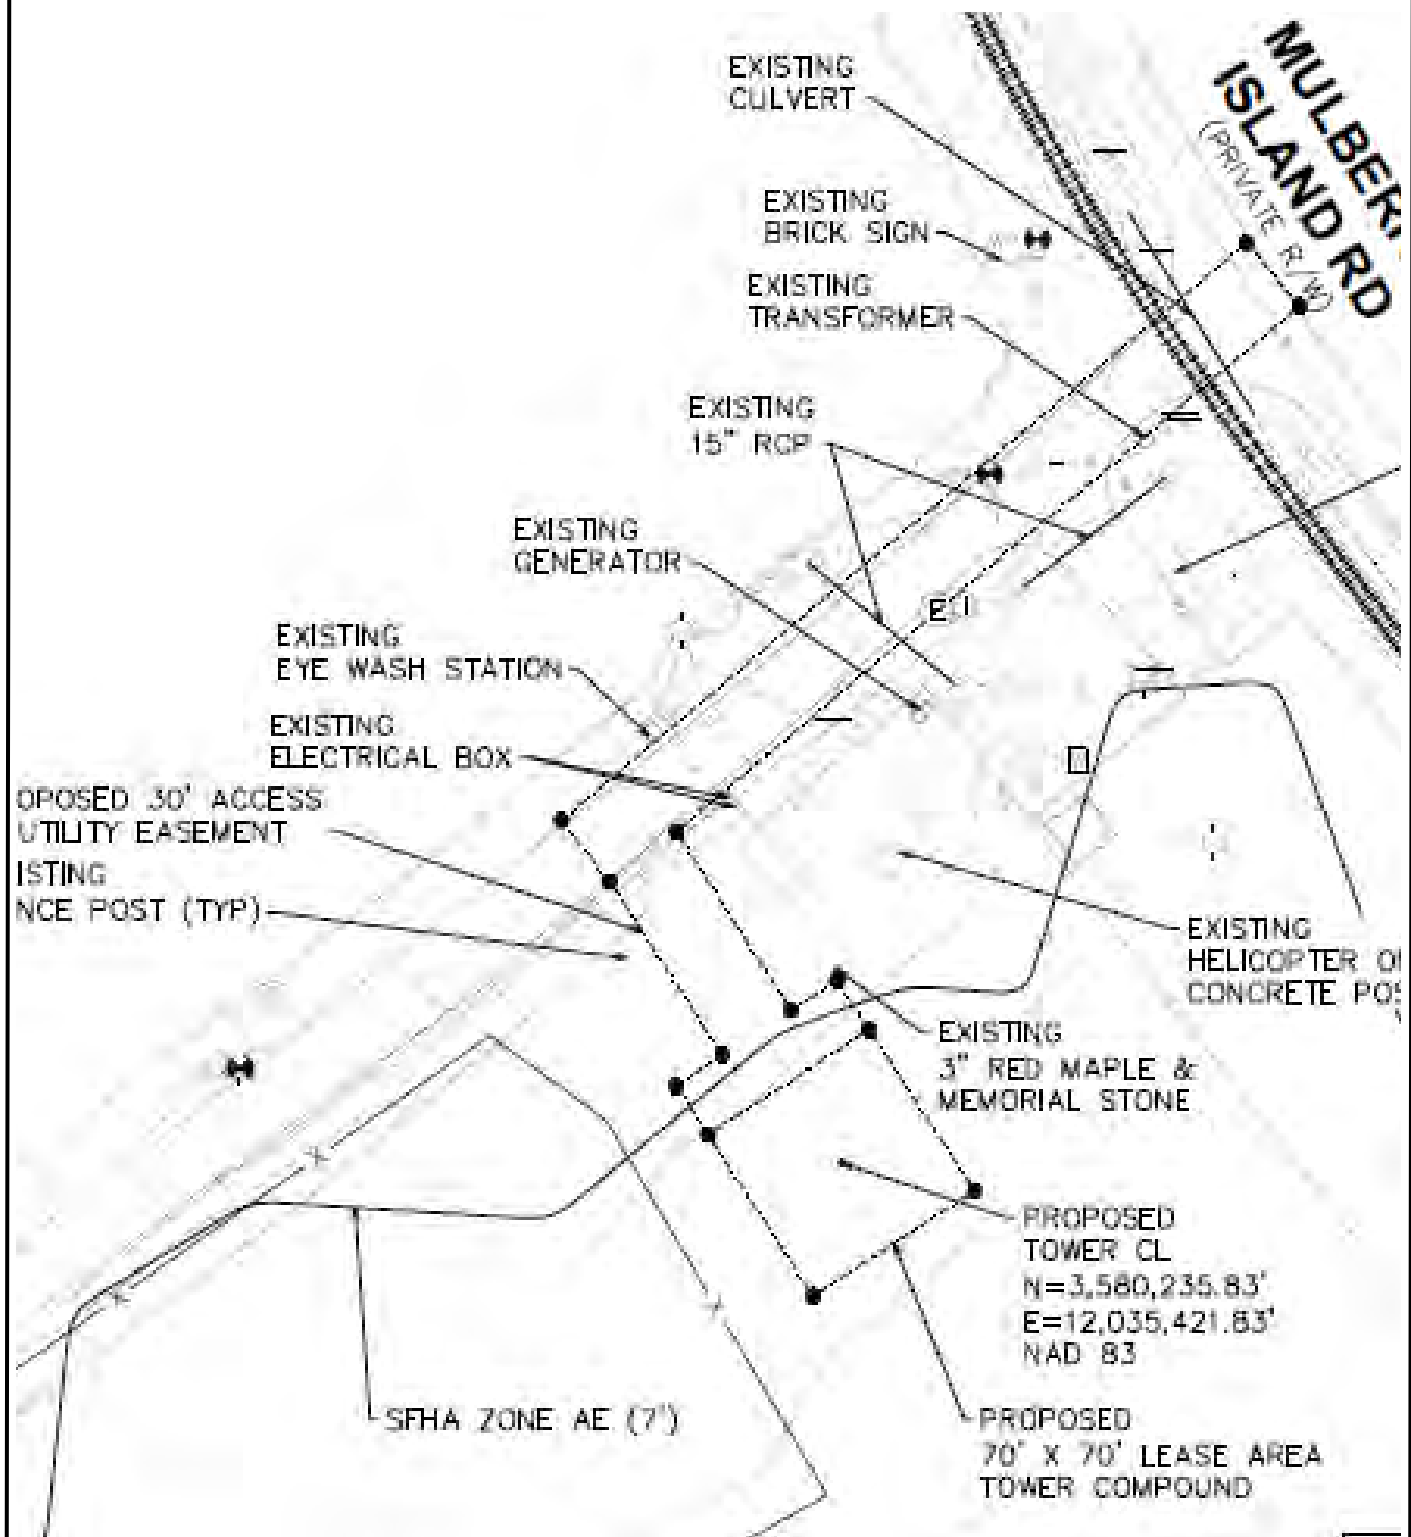 EXISTING
CULVERT
MULBER
ISLAND RD
(PRIVATE R/W)
EXISTING
BRICK SIGN
EXISTING
TRANSFORMER
EXISTING
15" RCP
EXISTING
GENERATOR
E
EXISTING
EYE WASH STATION
EXISTING
ELECTRICAL BOX
OPOSED 30' ACCESS
UTILITY EASEMENT
ISTING
NCE POST (TYP)
EXISTING
HELICOPTER O
CONCRETE POS
EXISTING
3" RED MAPLE &
MEMORIAL STONE
X
X
X
PROPOSED
TOWER CL
N=3,580,235.83'
E=12,035,421.83'
NAD 83
SFHA ZONE AE (7')
PROPOSED
70' X 70' LEASE AREA
TOWER COMPOUND